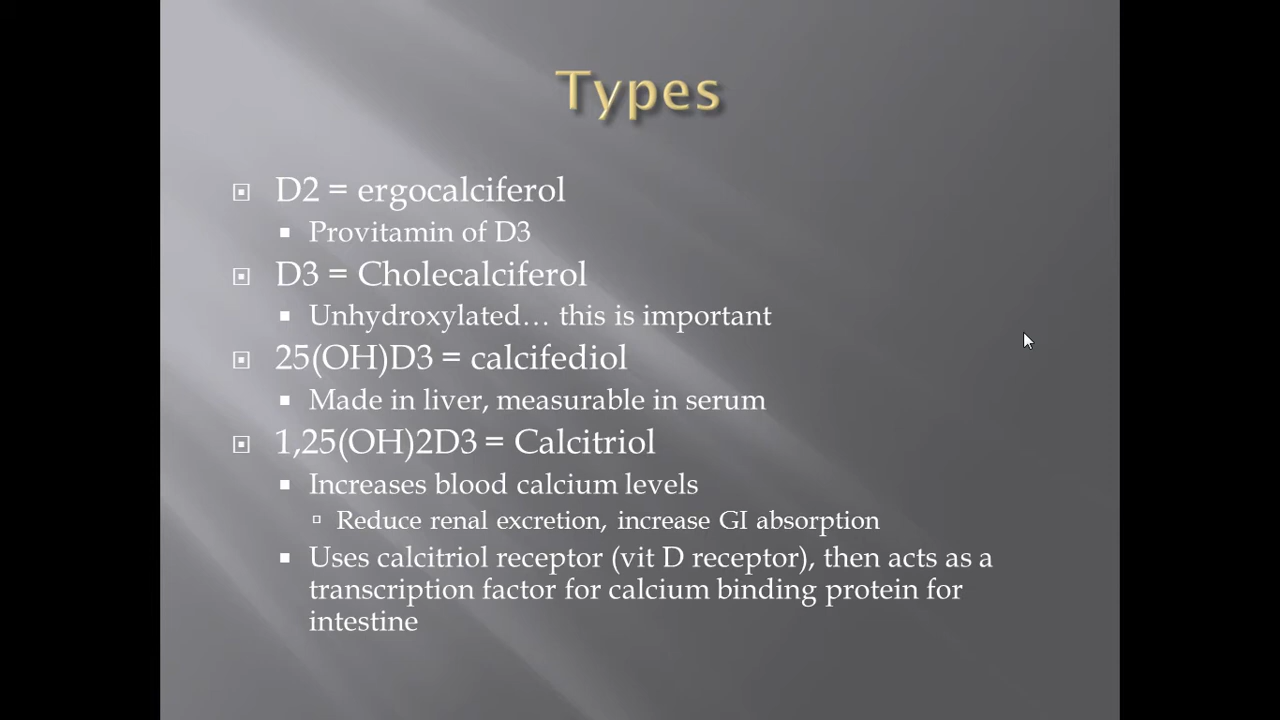 Types
D2 = ergocalciferol
Provitamin of D3
D3 = Cholecalciferol
Unhydroxylated… this is important
25(OH)D3 = calcifediol
Made in liver, measurable in serum
1,25(OH)2D3 = Calcitriol
Increases blood calcium levels
Reduce renal excretion, increase GI absorption
Uses calcitriol receptor (vit D receptor), then acts as a
transcription factor for calcium binding protein for
intestine